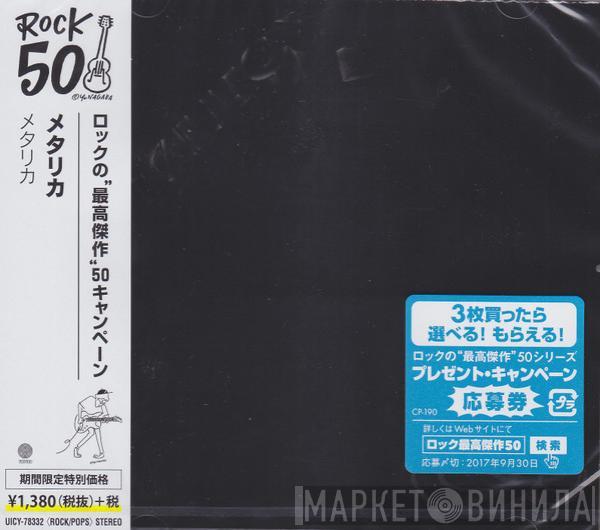 ROCK
50
©YU NAGABA
ロックの“最高傑作”50キャンペーン
メタリカ
メタリカ
期間限定特別価格
¥1,380(税抜)+税
UICY-78332 (ROCK/POPS) STEREO
3枚買ったら
選べる! もらえる!
ロックの“最高傑作”50シリーズ
プレゼント・キャンペーン
CP-190
応募券
詳しくはWebサイトにて
ロック最高傑作50 検索
応募〆切:2017年9月30日
МАРКЕТ ВИНИЛА